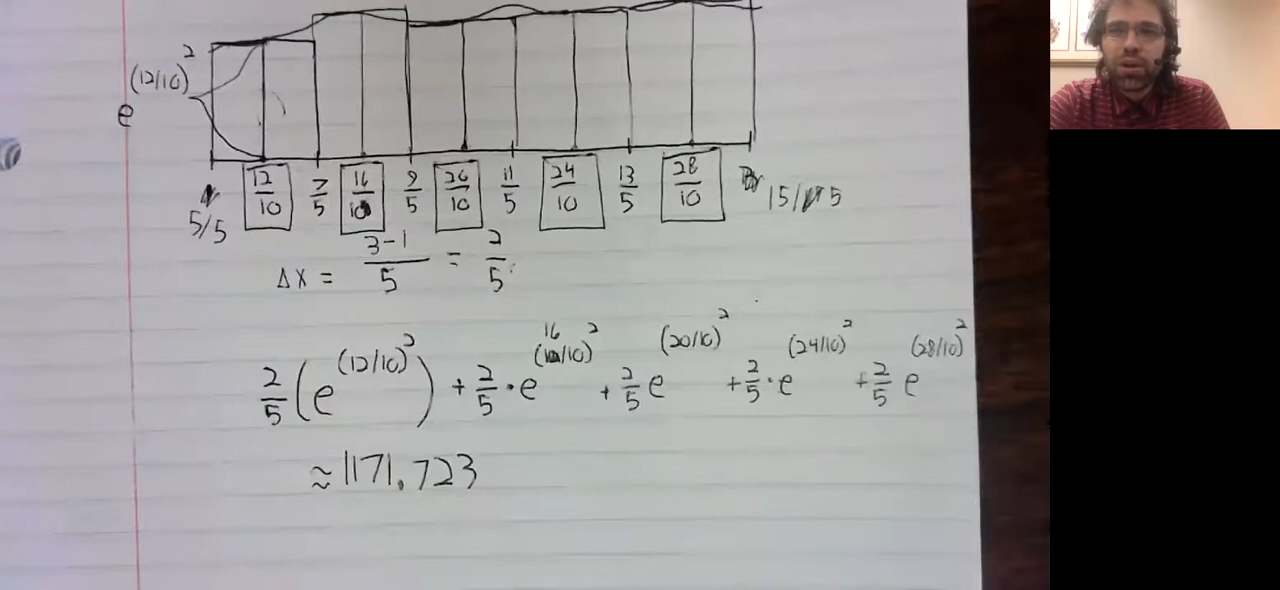 e^(12/10)^2
5/5 12/10 7/5 16/10 9/5 20/10 11/5 24/10 13/5 28/10 15/5
Δx = 3-1/5 = 2/5
2/5 (e^(12/10)^2) + 2/5 · e^(16/10)^2 + 2/5 e^(20/10)^2 + 2/5 · e^(24/10)^2 + 2/5 e^(28/10)^2
≈ 1171.723